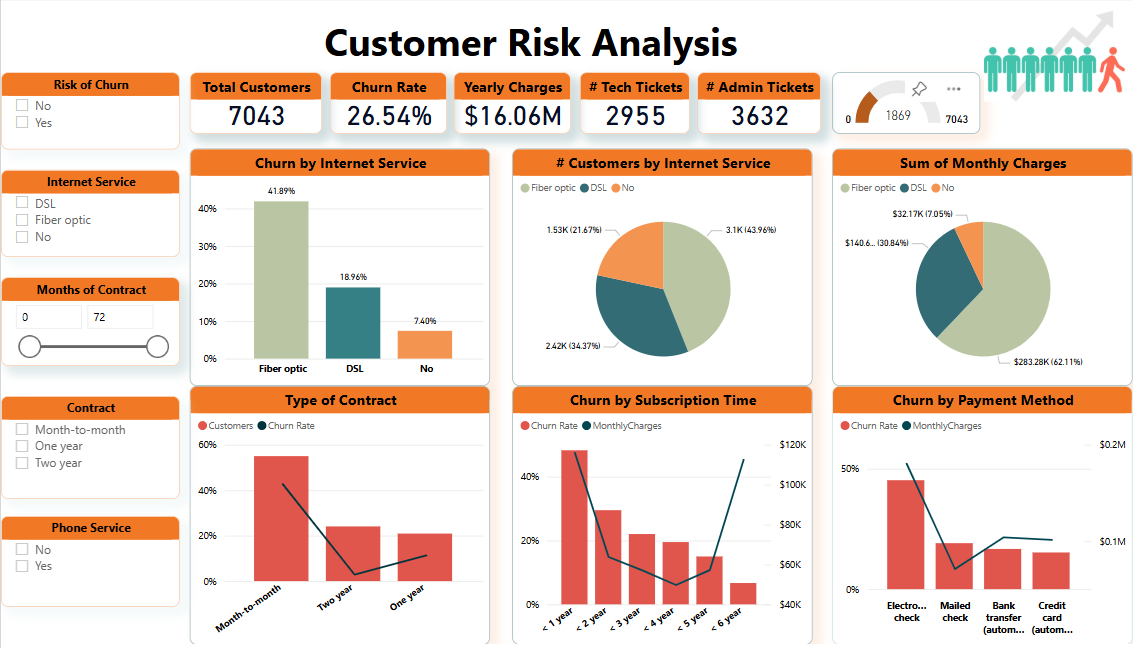 Customer Risk Analysis
Risk of Churn
No
Yes
Internet Service
DSL
Fiber optic
No
Months of Contract
0
72
Contract
Month-to-month
One year
Two year
Phone Service
No
Yes
Total Customers
7043
Churn Rate
26.54%
Yearly Charges
$16.06M
# Tech Tickets
2955
# Admin Tickets
3632
0
1869
7043
Churn by Internet Service
41.89%
18.96%
7.40%
40%
30%
20%
10%
0%
Fiber optic
DSL
No
# Customers by Internet Service
Fiber optic DSL No
1.53K (21.67%)
3.1K (43.96%)
2.42K (34.37%)
Sum of Monthly Charges
Fiber optic DSL No
$32.17K (7.05%)
$140.6... (30.84%)
$283.28K (62.11%)
Type of Contract
Customers Churn Rate
60%
40%
20%
0%
Month-to-month
Two year
One year
Churn by Subscription Time
Churn Rate MonthlyCharges
40%
20%
0%
$120K
$100K
$80K
$60K
$40K
< 1 year
< 2 year
< 3 year
< 4 year
< 5 year
< 6 year
Churn by Payment Method
Churn Rate MonthlyCharges
50%
0%
$0.2M
$0.1M
Electro...
check
Mailed
check
Bank
transfer
(autom...
Credit
card
(autom...